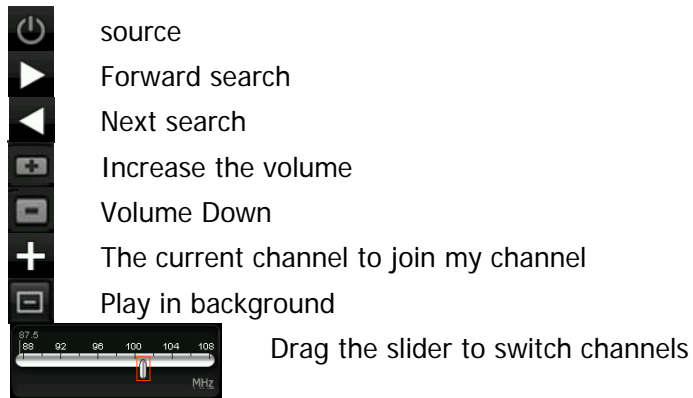 source
Forward search
Next search
Increase the volume
Volume Down
The current channel to join my channel
Play in background
87.5
88 92 96 100 104 108
MHz
Drag the slider to switch channels